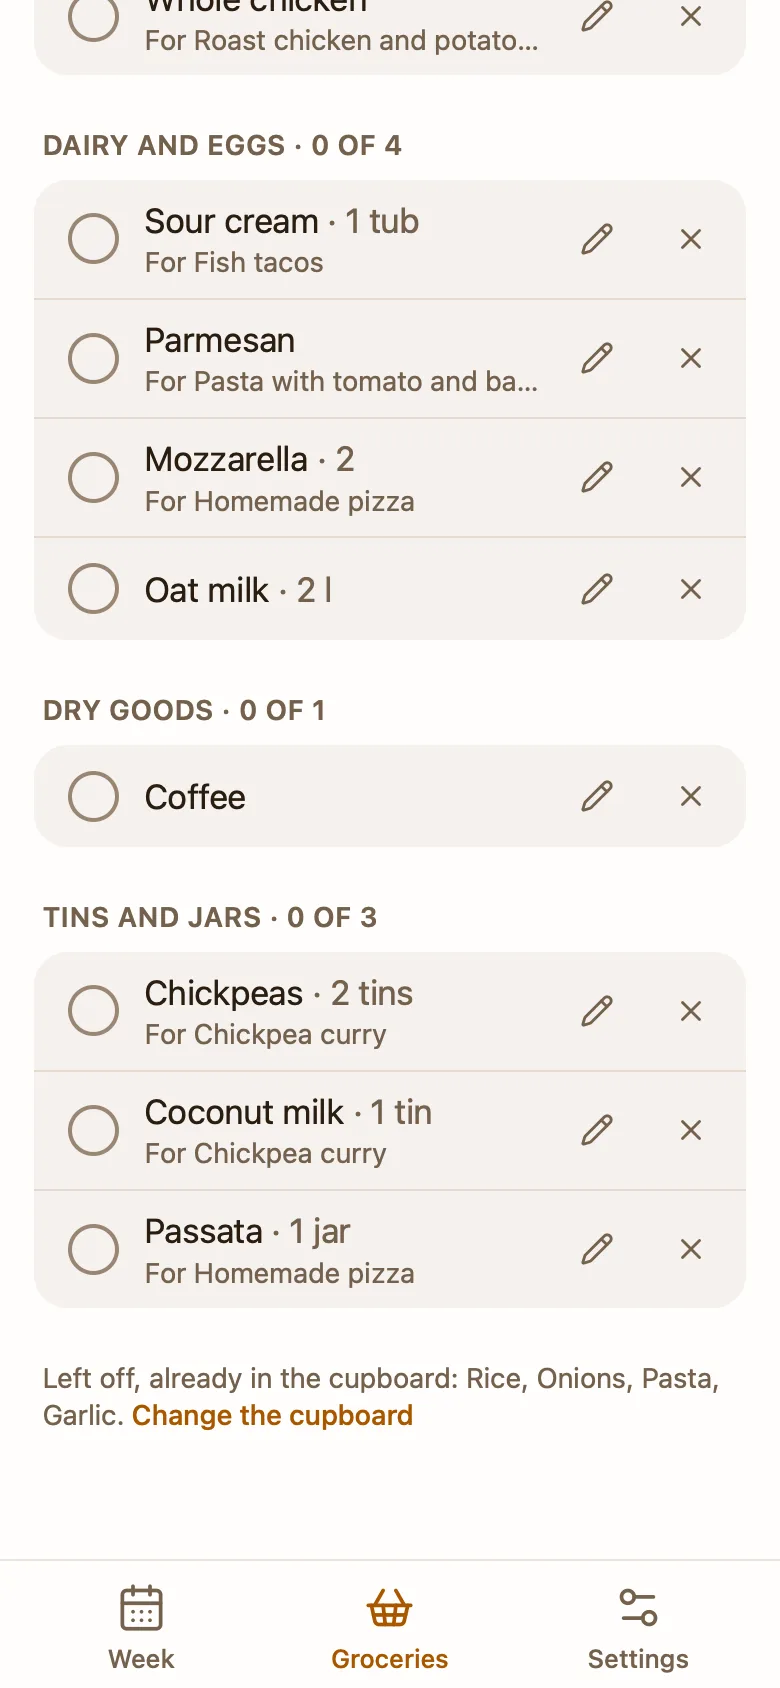 Whole chicken
For Roast chicken and potato...
DAIRY AND EGGS · 0 OF 4
Sour cream · 1 tub
For Fish tacos
Parmesan
For Pasta with tomato and ba...
Mozzarella · 2
For Homemade pizza
Oat milk · 2 l
DRY GOODS · 0 OF 1
Coffee
TINS AND JARS · 0 OF 3
Chickpeas · 2 tins
For Chickpea curry
Coconut milk · 1 tin
For Chickpea curry
Passata · 1 jar
For Homemade pizza
Left off, already in the cupboard: Rice, Onions, Pasta,
Garlic. Change the cupboard
Week
Groceries
Settings